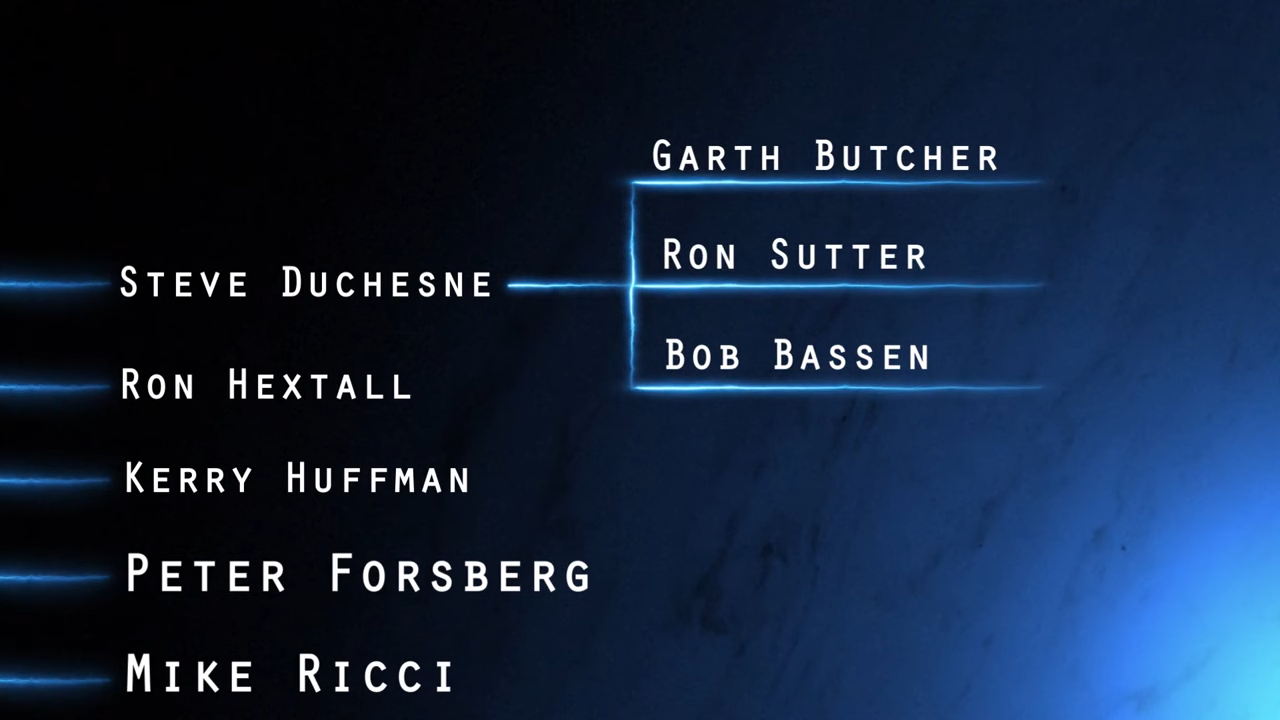 Garth Butcher
Ron Sutter
Steve Duchesne
Bob Bassen
Ron Hextall
Kerry Huffman
Peter Forsberg
Mike Ricci